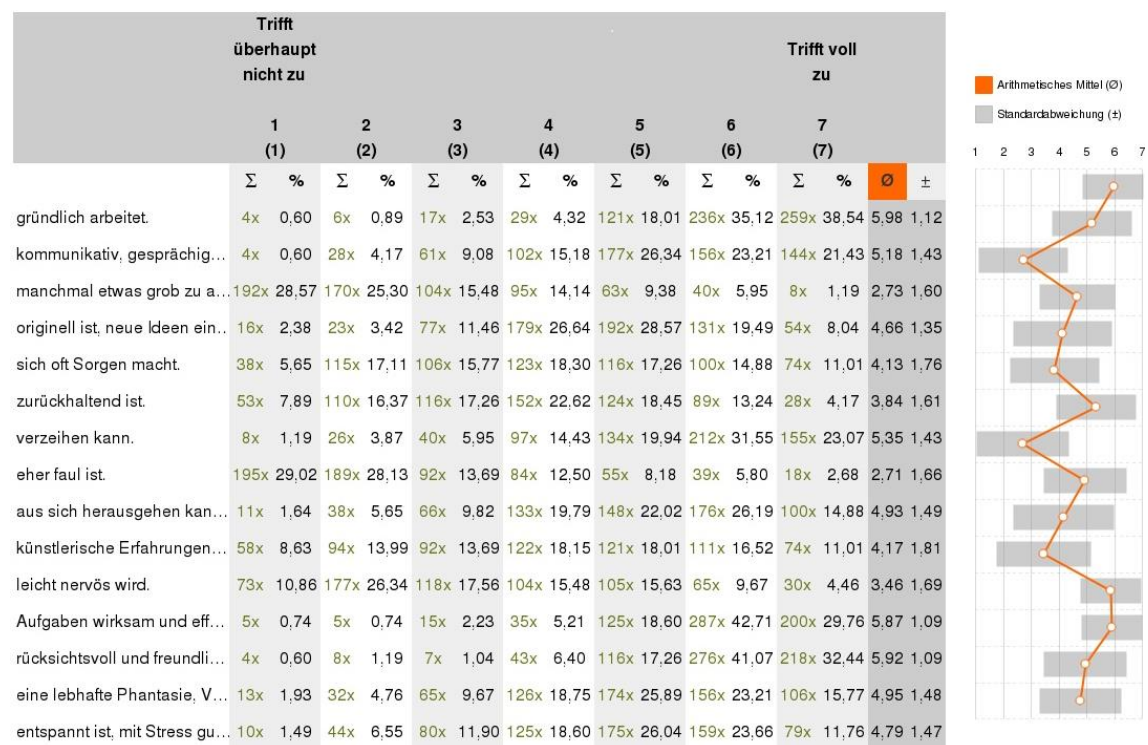 Trifft
überhaupt
nicht zu
Trifft voll
zu
1 2 3 4 5 6 7
(1) (2) (3) (4) (5) (6) (7)
Σ % Σ % Σ % Σ % Σ % Σ % Σ % Ø ±
gründlich arbeitet. 4x 0,60 6x 0,89 17x 2,53 29x 4,32 121x 18,01 236x 35,12 259x 38,54 5,98 1,12
kommunikativ, gesprächig... 4x 0,60 28x 4,17 61x 9,08 102x 15,18 177x 26,34 156x 23,21 144x 21,43 5,18 1,43
manchmal etwas grob zu a... 192x 28,57 170x 25,30 104x 15,48 95x 14,14 63x 9,38 40x 5,95 8x 1,19 2,73 1,60
originell ist, neue Ideen ein... 16x 2,38 23x 3,42 77x 11,46 179x 26,64 192x 28,57 131x 19,49 54x 8,04 4,66 1,35
sich oft Sorgen macht. 38x 5,65 115x 17,11 106x 15,77 123x 18,30 116x 17,26 100x 14,88 74x 11,01 4,13 1,76
zurückhaltend ist. 53x 7,89 110x 16,37 116x 17,26 152x 22,62 124x 18,45 89x 13,24 28x 4,17 3,84 1,61
verzeihen kann. 8x 1,19 26x 3,87 40x 5,95 97x 14,43 134x 19,94 212x 31,55 155x 23,07 5,35 1,43
eher faul ist. 195x 29,02 189x 28,13 92x 13,69 84x 12,50 55x 8,18 39x 5,80 18x 2,68 2,71 1,66
aus sich herausgehen kan... 11x 1,64 38x 5,65 66x 9,82 133x 19,79 148x 22,02 176x 26,19 100x 14,88 4,93 1,49
künstlerische Erfahrungen... 58x 8,63 94x 13,99 92x 13,69 122x 18,15 121x 18,01 111x 16,52 74x 11,01 4,17 1,81
leicht nervös wird. 73x 10,86 177x 26,34 118x 17,56 104x 15,48 105x 15,63 65x 9,67 30x 4,46 3,46 1,69
Aufgaben wirksam und eff... 5x 0,74 5x 0,74 15x 2,23 35x 5,21 125x 18,60 287x 42,71 200x 29,76 5,87 1,09
rücksichtsvoll und freundli... 4x 0,60 8x 1,19 7x 1,04 43x 6,40 116x 17,26 276x 41,07 218x 32,44 5,92 1,09
eine lebhafte Phantasie, V... 13x 1,93 32x 4,76 65x 9,67 126x 18,75 174x 25,89 156x 23,21 106x 15,77 4,95 1,48
entspannt ist, mit Stress gu... 10x 1,49 44x 6,55 80x 11,90 125x 18,60 175x 26,04 159x 23,66 79x 11,76 4,79 1,47
Arithmetisches Mittel (Ø)
Standardabweichung (±)
1 2 3 4 5 6 7